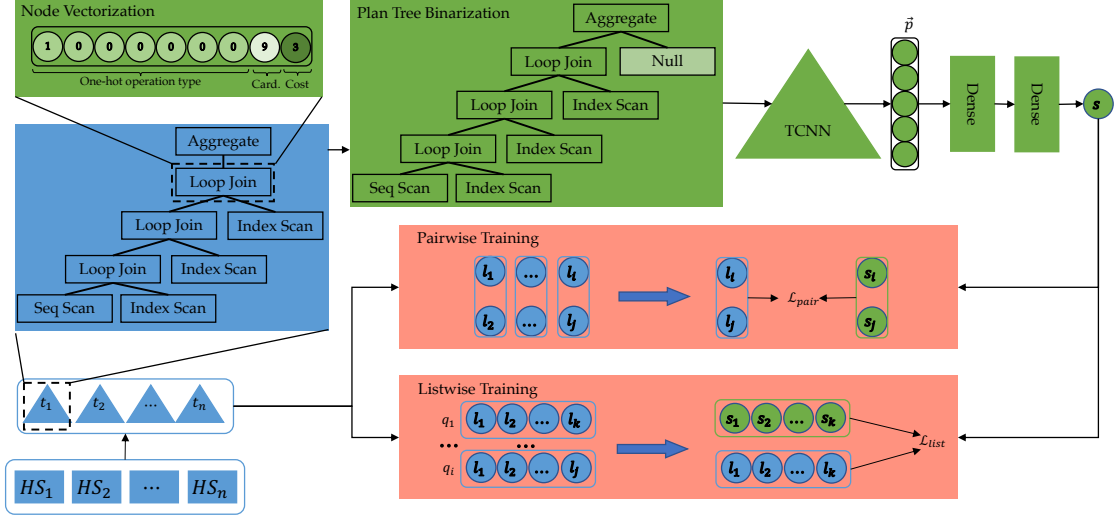 Node Vectorization
1 0 0 0 0 0 0 9 3
One-hot operation type Card. Cost
Aggregate
Loop Join
Loop Join Index Scan
Loop Join Index Scan
Seq Scan Index Scan
t₁ t₂ ... tₙ
HS₁ HS₂ ... HSₙ
Plan Tree Binarization
Aggregate
Loop Join Null
Loop Join Index Scan
Loop Join Index Scan
Seq Scan Index Scan
TCNN
p⃗
Dense
Dense
s
Pairwise Training
l₁ ... lᵢ
l₂ ... lⱼ
lᵢ
lⱼ
ℒ_pair
sᵢ
sⱼ
Listwise Training
q₁ l₁ l₂ ... lₖ
... ...
qᵢ l₁ l₂ ... lⱼ
s₁ s₂ ... sₖ
l₁ l₂ ... lₖ
ℒ_list